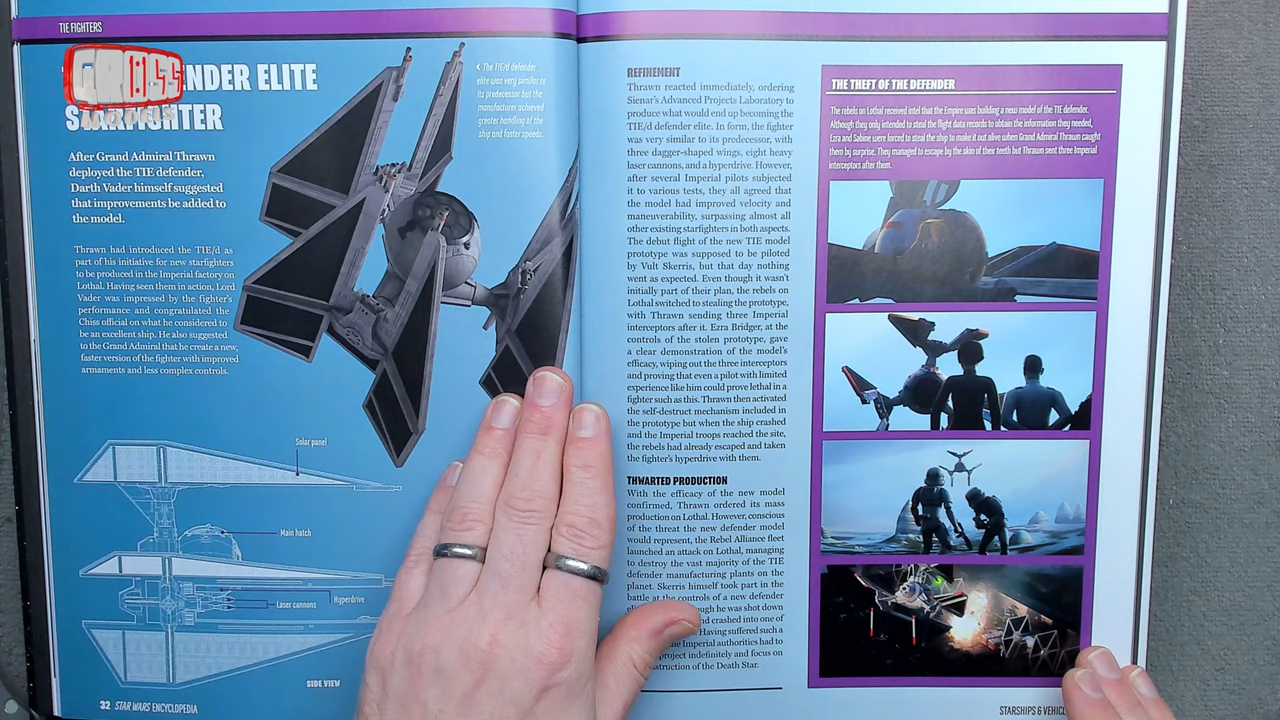 TIE FIGHTERS
CROSS
ENDER ELITE
STARFIGHTER
After Grand Admiral Thrawn
deployed the TIE defender,
Darth Vader himself suggested
that improvements be added to
the model.
Thrawn had introduced the TIE/d as
part of his initiative for new starfighters
to be produced in the Imperial factory on
Lothal. Having seen them in action, Lord
Vader was impressed by the fighter's
performance and congratulated the
Chiss official on what he considered to
be an excellent ship. He also suggested
to the Grand Admiral that he create a new,
faster version of the fighter with improved
armaments and less complex controls.
< The TIE/d defender
elite was very similar to
its predecessor but the
manufacturer achieved
greater handling of the
ship and faster speeds.
Solar panel
Main hatch
Hyperdrive
Laser cannons
SIDE VIEW
32 STAR WARS ENCYCLOPEDIA
REFINEMENT
Thrawn reacted immediately, ordering
Sienar's Advanced Projects Laboratory to
produce what would end up becoming the
TIE/d defender elite. In form, the fighter
was very similar to its predecessor, with
three dagger-shaped wings, eight heavy
laser cannons, and a hyperdrive. However,
after several Imperial pilots subjected
it to various tests, they all agreed that
the model had improved velocity and
maneuverability, surpassing almost all
other existing starfighters in both aspects.
The debut flight of the new TIE model
prototype was supposed to be piloted
by Vult Skerris, but that day nothing
went as expected. Even though it wasn't
initially part of their plan, the rebels on
Lothal switched to stealing the prototype,
with Thrawn sending three Imperial
interceptors after it. Ezra Bridger, at the
controls of the stolen prototype, gave
a clear demonstration of the model's
efficacy, wiping out the three interceptors
and proving that even a pilot with limited
experience like him could prove lethal in a
fighter such as this. Thrawn then activated
the self-destruct mechanism included in
the prototype but when the ship crashed
and the Imperial troops reached the site,
the rebels had already escaped and taken
the fighter's hyperdrive with them.
THWARTED PRODUCTION
With the efficacy of the new model
confirmed, Thrawn ordered its mass
production on Lothal. However, conscious
of the threat the new defender model
would represent, the Rebel Alliance fleet
launched an attack on Lothal, managing
to destroy the vast majority of the TIE
defender manufacturing plants on the
planet. Skerris himself took part in the
battle at the controls of a new defender
ugh he was shot down
nd crashed into one of
Having suffered such a
e Imperial authorities had to
project indefinitely and focus on
struction of the Death Star.
THE THEFT OF THE DEFENDER
The rebels on Lothal received intel that the Empire was building a new model of the TIE defender.
Although they only intended to steal the flight data records to obtain the information they needed,
Ezra and Sabine were forced to steal the ship to make it out alive when Grand Admiral Thrawn caught
them by surprise. They managed to escape by the skin of their teeth but Thrawn sent three Imperial
interceptors after them.
STARSHIPS & VEHICL